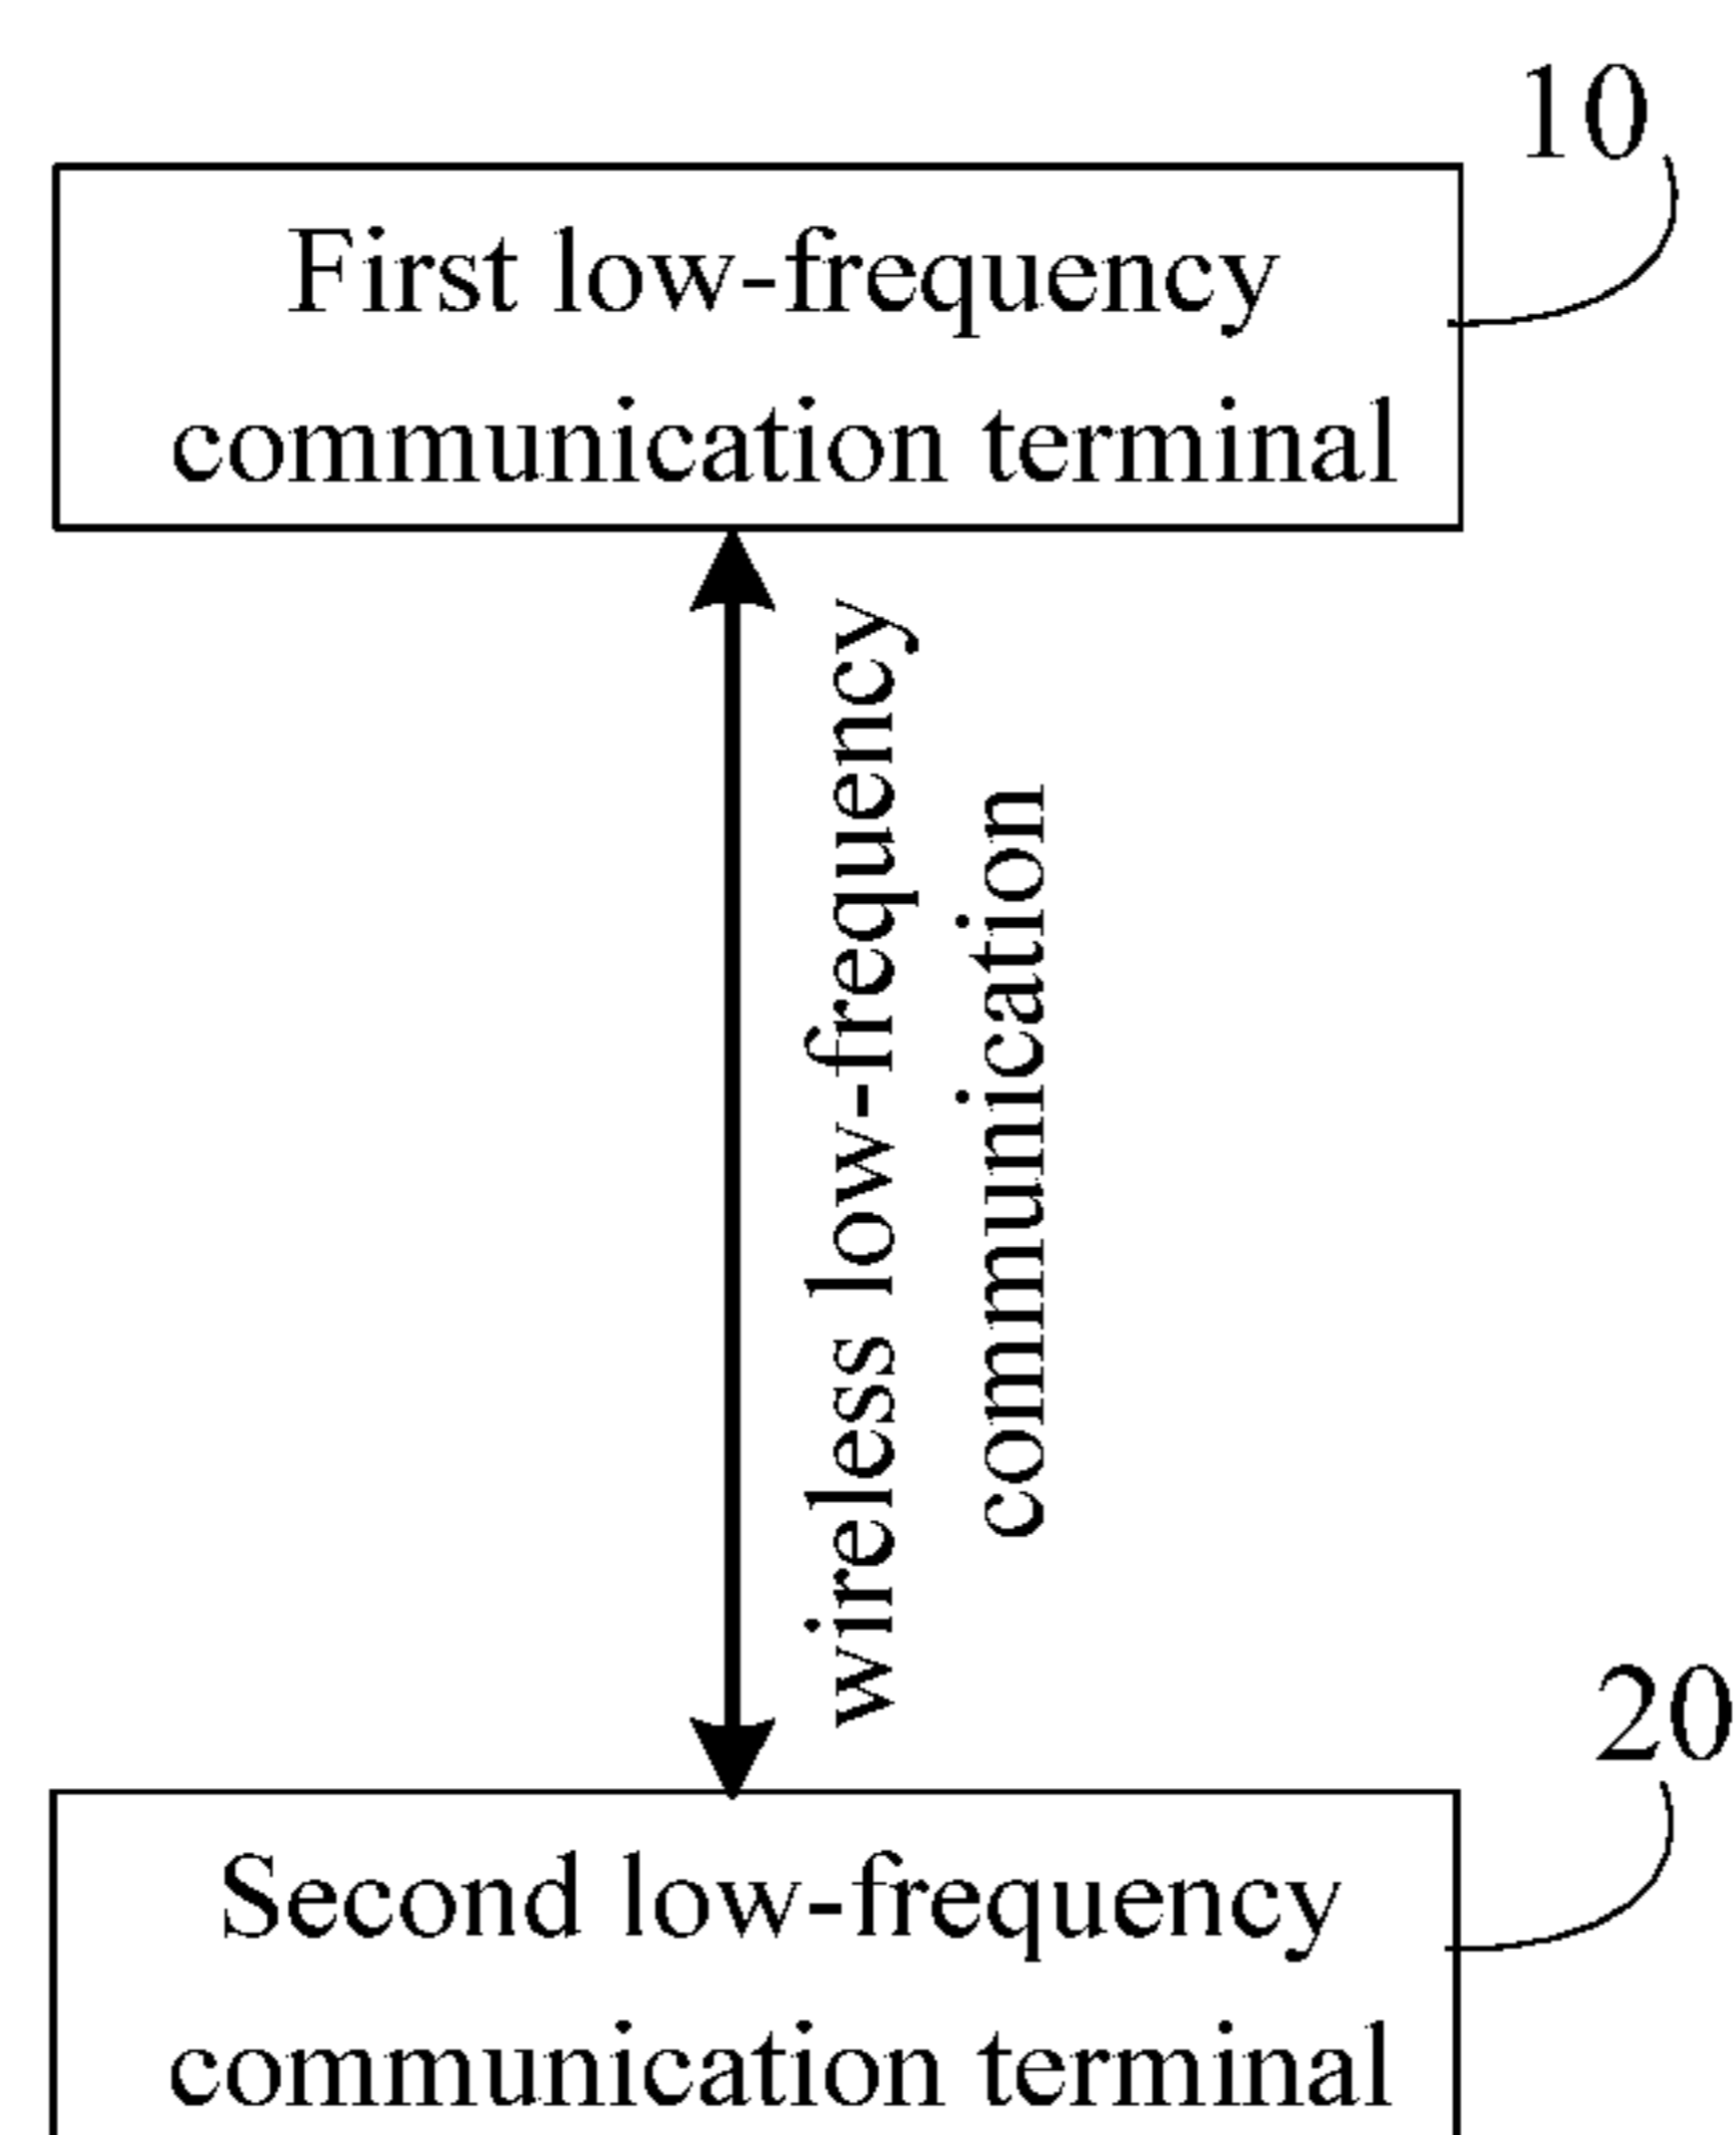 10
First low-frequency
communication terminal
wireless low-frequency
communication
20
Second low-frequency
communication terminal